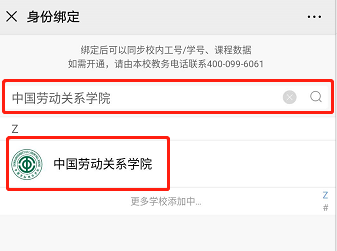 身份绑定
绑定后可以同步校内工号/学号、课程数据
如需开通，请由本校教务电话联系400-099-6061
中国劳动关系学院
Z
中国劳动关系学院
更多学校添加中...
Z
#